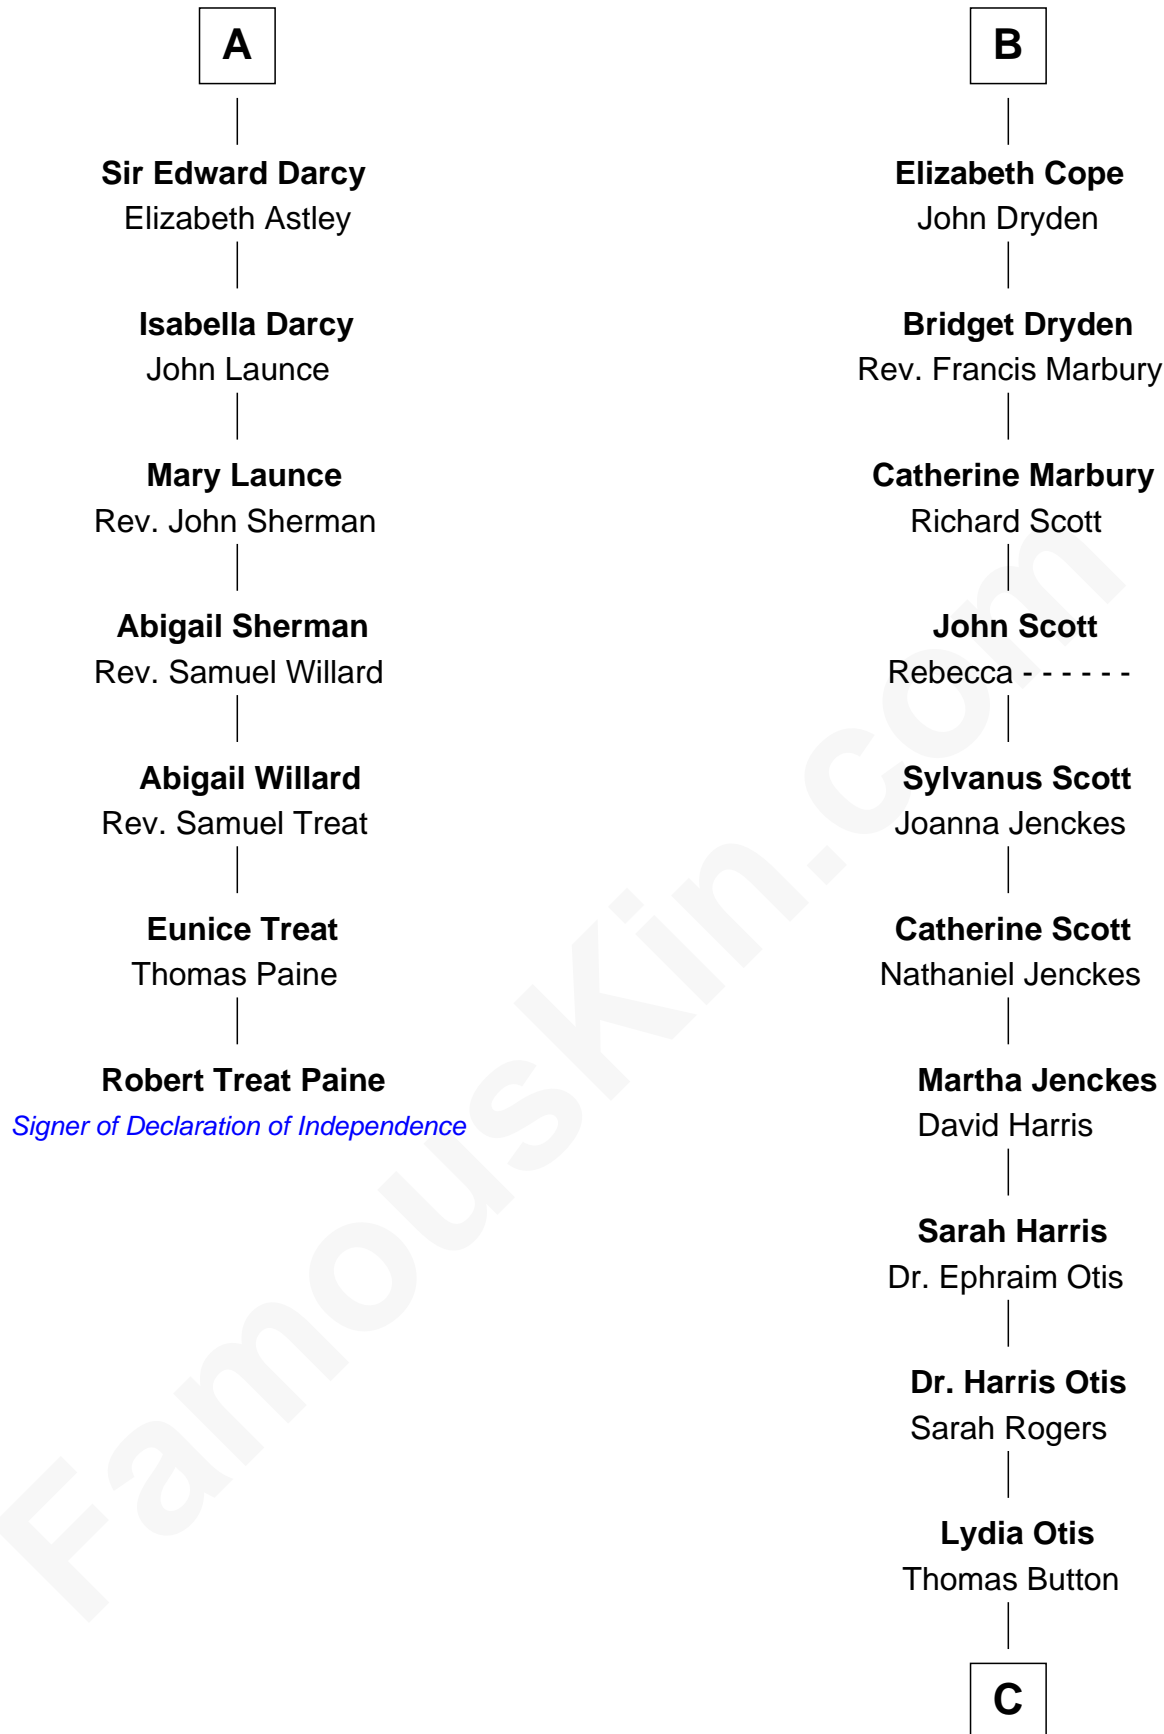 A
Sir Edward Darcy
Elizabeth Astley
Isabella Darcy
John Launce
Mary Launce
Rev. John Sherman
Abigail Sherman
Rev. Samuel Willard
Abigail Willard
Rev. Samuel Treat
Eunice Treat
Thomas Paine
Robert Treat Paine
Signer of Declaration of Independence
B
Elizabeth Cope
John Dryden
Bridget Dryden
Rev. Francis Marbury
Catherine Marbury
Richard Scott
John Scott
Rebecca - - - - - -
Sylvanus Scott
Joanna Jenckes
Catherine Scott
Nathaniel Jenckes
Martha Jenckes
David Harris
Sarah Harris
Dr. Ephraim Otis
Dr. Harris Otis
Sarah Rogers
Lydia Otis
Thomas Button
C
FamousKin.com